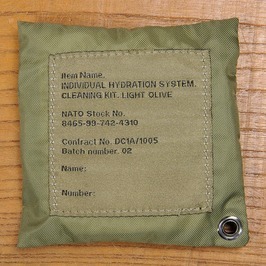 Item Name.
INDIVIDUAL HYDRATION SYSTEM.
CLEANING KIT. LIGHT OLIVE
NATO Stock No.
8465-99-742-4310
Contract No. DC1A/1005
Batch number. 02
Name:
Number: